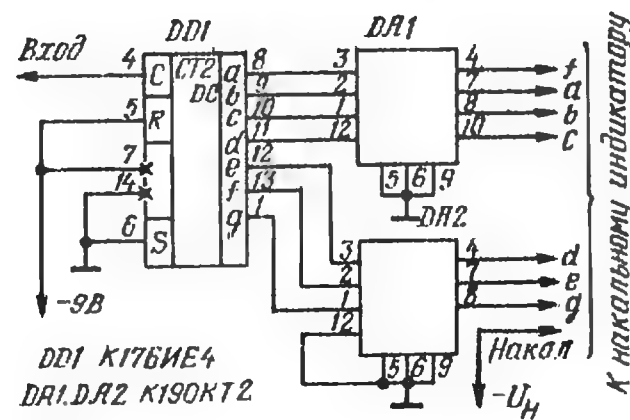 DD1
DA1
Вход
4
C
CT2
DC
a
8
b
9
c
10
d
11
e
12
f
13
g
1
5
R
7
14
6
S
-9В
3
2
1
12
4
f
7
a
8
b
10
c
5
6
9
DA2
3
2
1
12
4
d
7
e
8
g
5
6
9
Накал
-Uн
К накальному индикатору
DD1 К176ИЕ4
DA1.DA2 К190КТ2